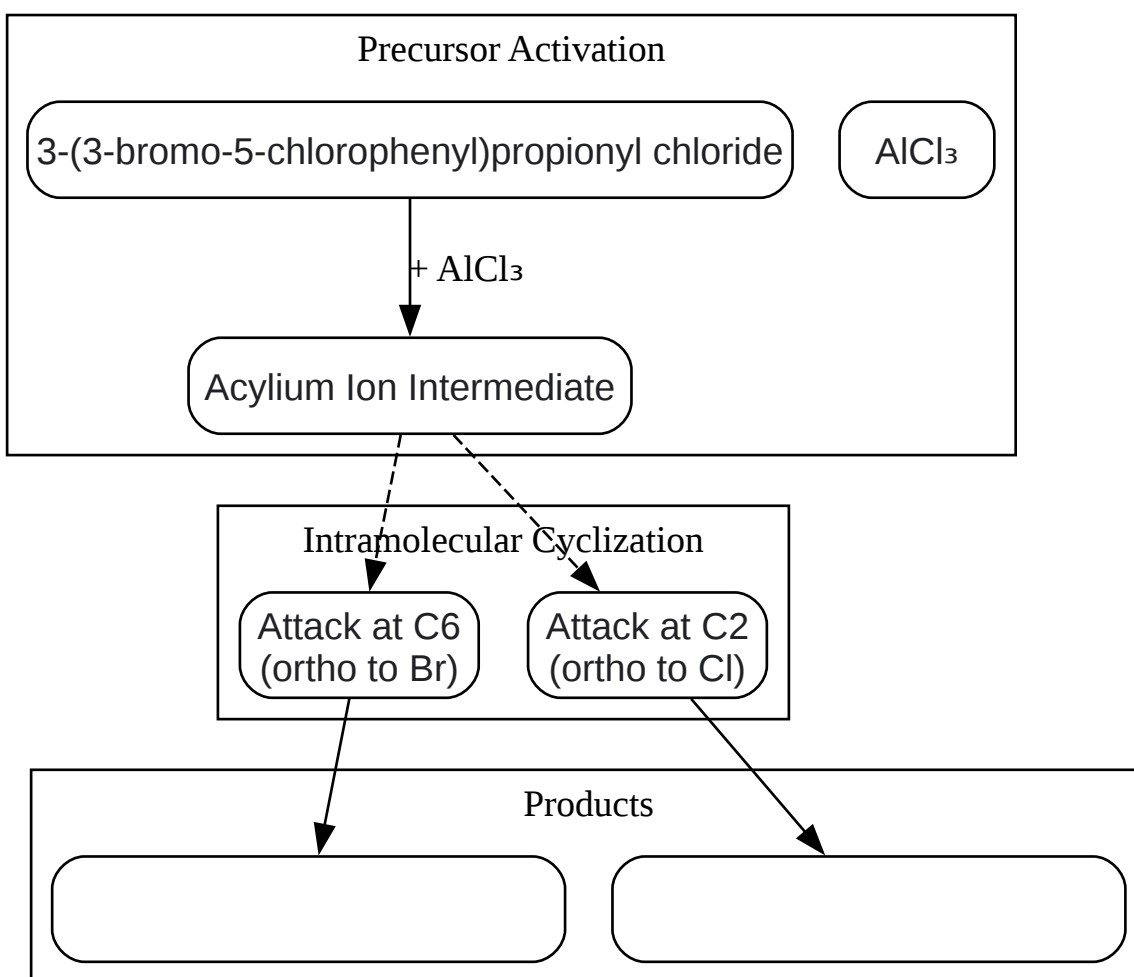 Precursor Activation
3-(3-bromo-5-chlorophenyl)propionyl chloride
AlCl₃
+ AlCl₃
Acylium Ion Intermediate
Intramolecular Cyclization
Attack at C6
(ortho to Br)
Attack at C2
(ortho to Cl)
Products